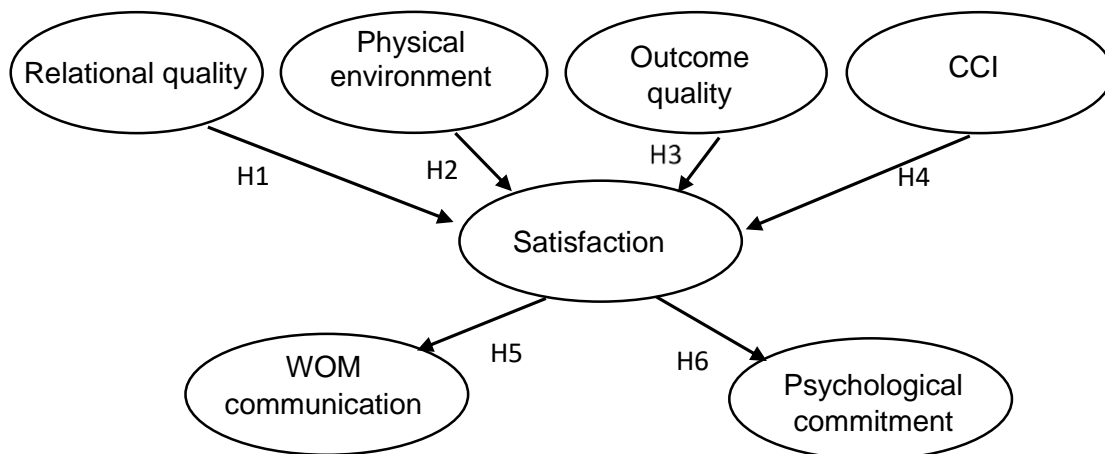 Relational quality
Physical
environment
Outcome
quality
CCI
H1
H2
H3
H4
Satisfaction
H5
H6
WOM
communication
Psychological
commitment